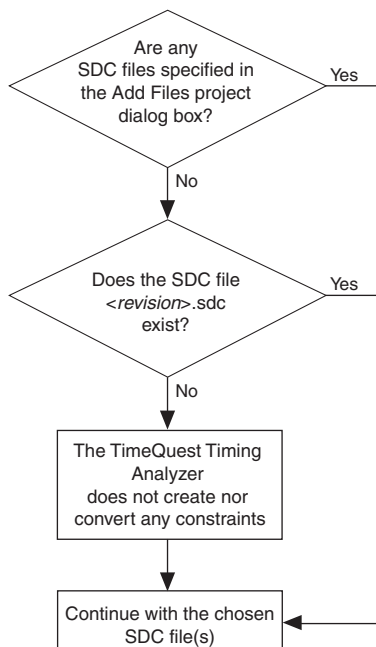 Are any
SDC files specified in
the Add Files project
dialog box?
Yes
No
Does the SDC file
<revision>.sdc
exist?
Yes
No
The TimeQuest Timing
Analyzer
does not create nor
convert any constraints
Continue with the chosen
SDC file(s)